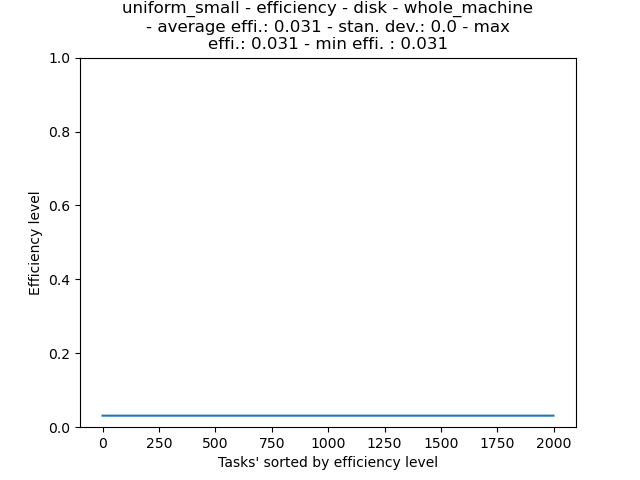 uniform_small - efficiency - disk - whole_machine
- average effi.: 0.031 - stan. dev.: 0.0 - max
effi.: 0.031 - min effi. : 0.031
1.0
0.8
0.6
0.4
0.2
0.0
Efficiency level
0 250 500 750 1000 1250 1500 1750 2000
Tasks' sorted by efficiency level